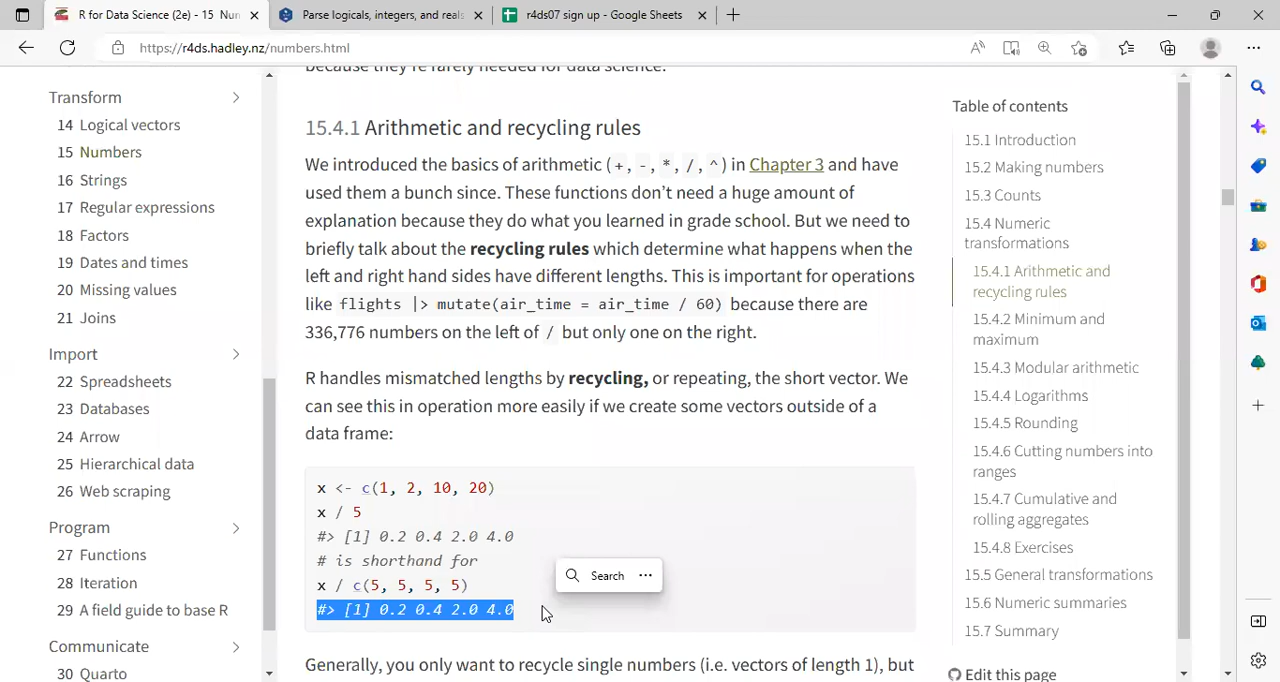 R for Data Science (2e) - 15 Num
Parse logicals, integers, and reals
r4ds07 sign up - Google Sheets
https://r4ds.hadley.nz/numbers.html
Transform
14 Logical vectors
15 Numbers
16 Strings
17 Regular expressions
18 Factors
19 Dates and times
20 Missing values
21 Joins
Import
22 Spreadsheets
23 Databases
24 Arrow
25 Hierarchical data
26 Web scraping
Program
27 Functions
28 Iteration
29 A field guide to base R
Communicate
30 Quarto
because they're rarely needed for data science.
15.4.1 Arithmetic and recycling rules
We introduced the basics of arithmetic (+, -, *, /, ^) in Chapter 3 and have
used them a bunch since. These functions don't need a huge amount of
explanation because they do what you learned in grade school. But we need to
briefly talk about the recycling rules which determine what happens when the
left and right hand sides have different lengths. This is important for operations
like flights |> mutate(air_time = air_time / 60) because there are
336,776 numbers on the left of / but only one on the right.
R handles mismatched lengths by recycling, or repeating, the short vector. We
can see this in operation more easily if we create some vectors outside of a
data frame:
x <- c(1, 2, 10, 20)
x / 5
#> [1] 0.2 0.4 2.0 4.0
# is shorthand for
x / c(5, 5, 5, 5)
#> [1] 0.2 0.4 2.0 4.0
Search
Generally, you only want to recycle single numbers (i.e. vectors of length 1), but
Table of contents
15.1 Introduction
15.2 Making numbers
15.3 Counts
15.4 Numeric
transformations
15.4.1 Arithmetic and
recycling rules
15.4.2 Minimum and
maximum
15.4.3 Modular arithmetic
15.4.4 Logarithms
15.4.5 Rounding
15.4.6 Cutting numbers into
ranges
15.4.7 Cumulative and
rolling aggregates
15.4.8 Exercises
15.5 General transformations
15.6 Numeric summaries
15.7 Summary
Edit this page